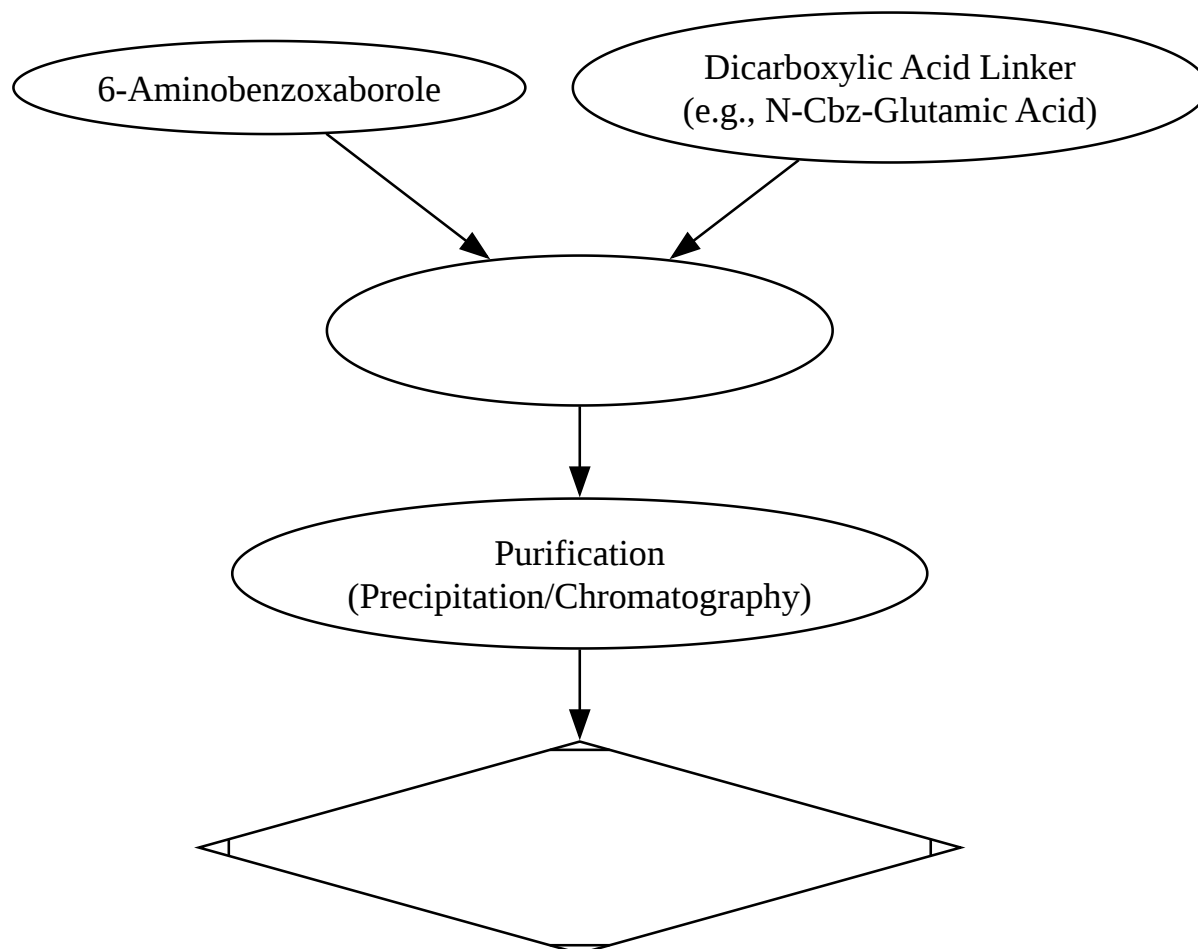 6-Aminobenzoxaborole
Dicarboxylic Acid Linker
(e.g., N-Cbz-Glutamic Acid)
Purification
(Precipitation/Chromatography)